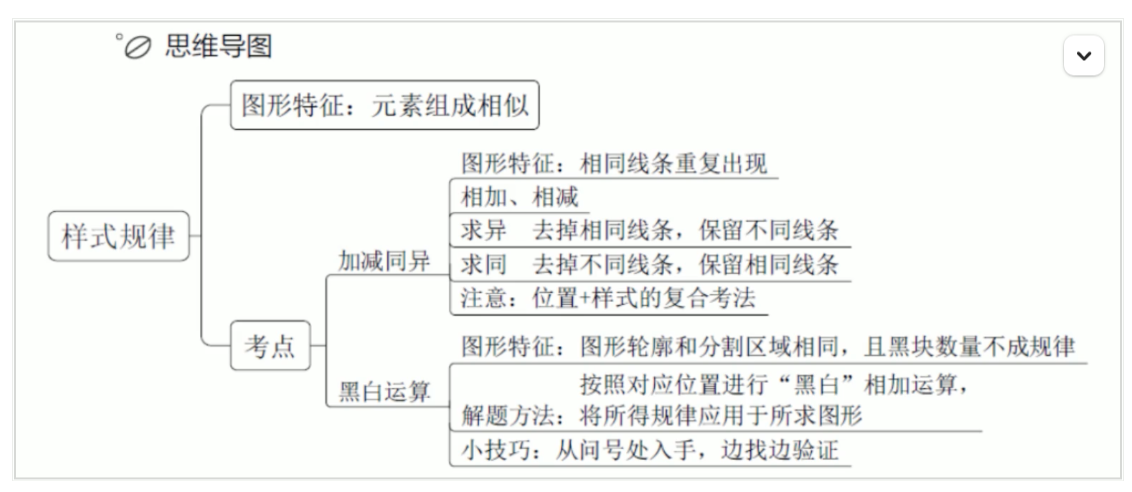 思维导图
图形特征：元素组成相似
图形特征：相同线条重复出现
相加、相减
样式规律
求异 去掉相同线条，保留不同线条
加减同异
求同 去掉不同线条，保留相同线条
注意：位置+样式的复合考法
考点
图形特征：图形轮廓和分割区域相同，且黑块数量不成规律
黑白运算
按照对应位置进行“黑白”相加运算，
解题方法：将所得规律应用于所求图形
小技巧：从问号处入手，边找边验证